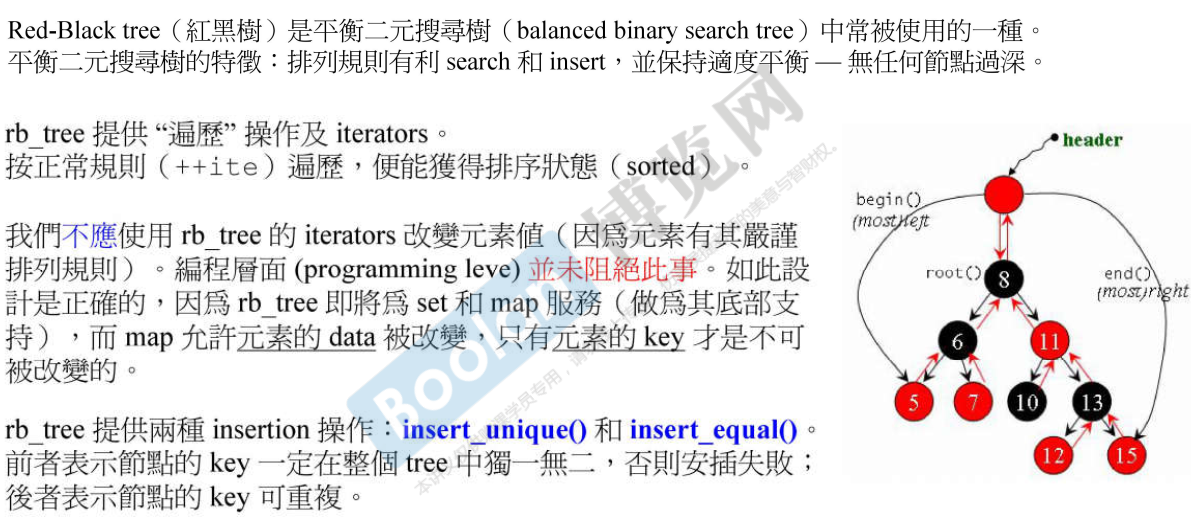 Red-Black tree（紅黑樹）是平衡二元搜尋樹（balanced binary search tree）中常被使用的一種。
平衡二元搜尋樹的特徵：排列規則有利 search 和 insert，並保持適度平衡 — 無任何節點過深。
rb_tree 提供 “遍歷” 操作及 iterators。
按正常規則（++ite）遍歷，便能獲得排序狀態（sorted）。
我們不應使用 rb_tree 的 iterators 改變元素值（因爲元素有其嚴謹
排列規則）。編程層面 (programming leve) 並未阻絕此事。如此設
計是正確的，因爲 rb_tree 即將爲 set 和 map 服務（做爲其底部支
持），而 map 允許元素的 data 被改變，只有元素的 key 才是不可
被改變的。
rb_tree 提供兩種 insertion 操作：insert_unique() 和 insert_equal()。
前者表示節點的 key 一定在整個 tree 中獨一無二，否則安插失敗；
後者表示節點的 key 可重複。
header
begin()
(most)left
root()
end()
(most)right
8
6
11
5
7
10
13
12
15
Boolan
博览网